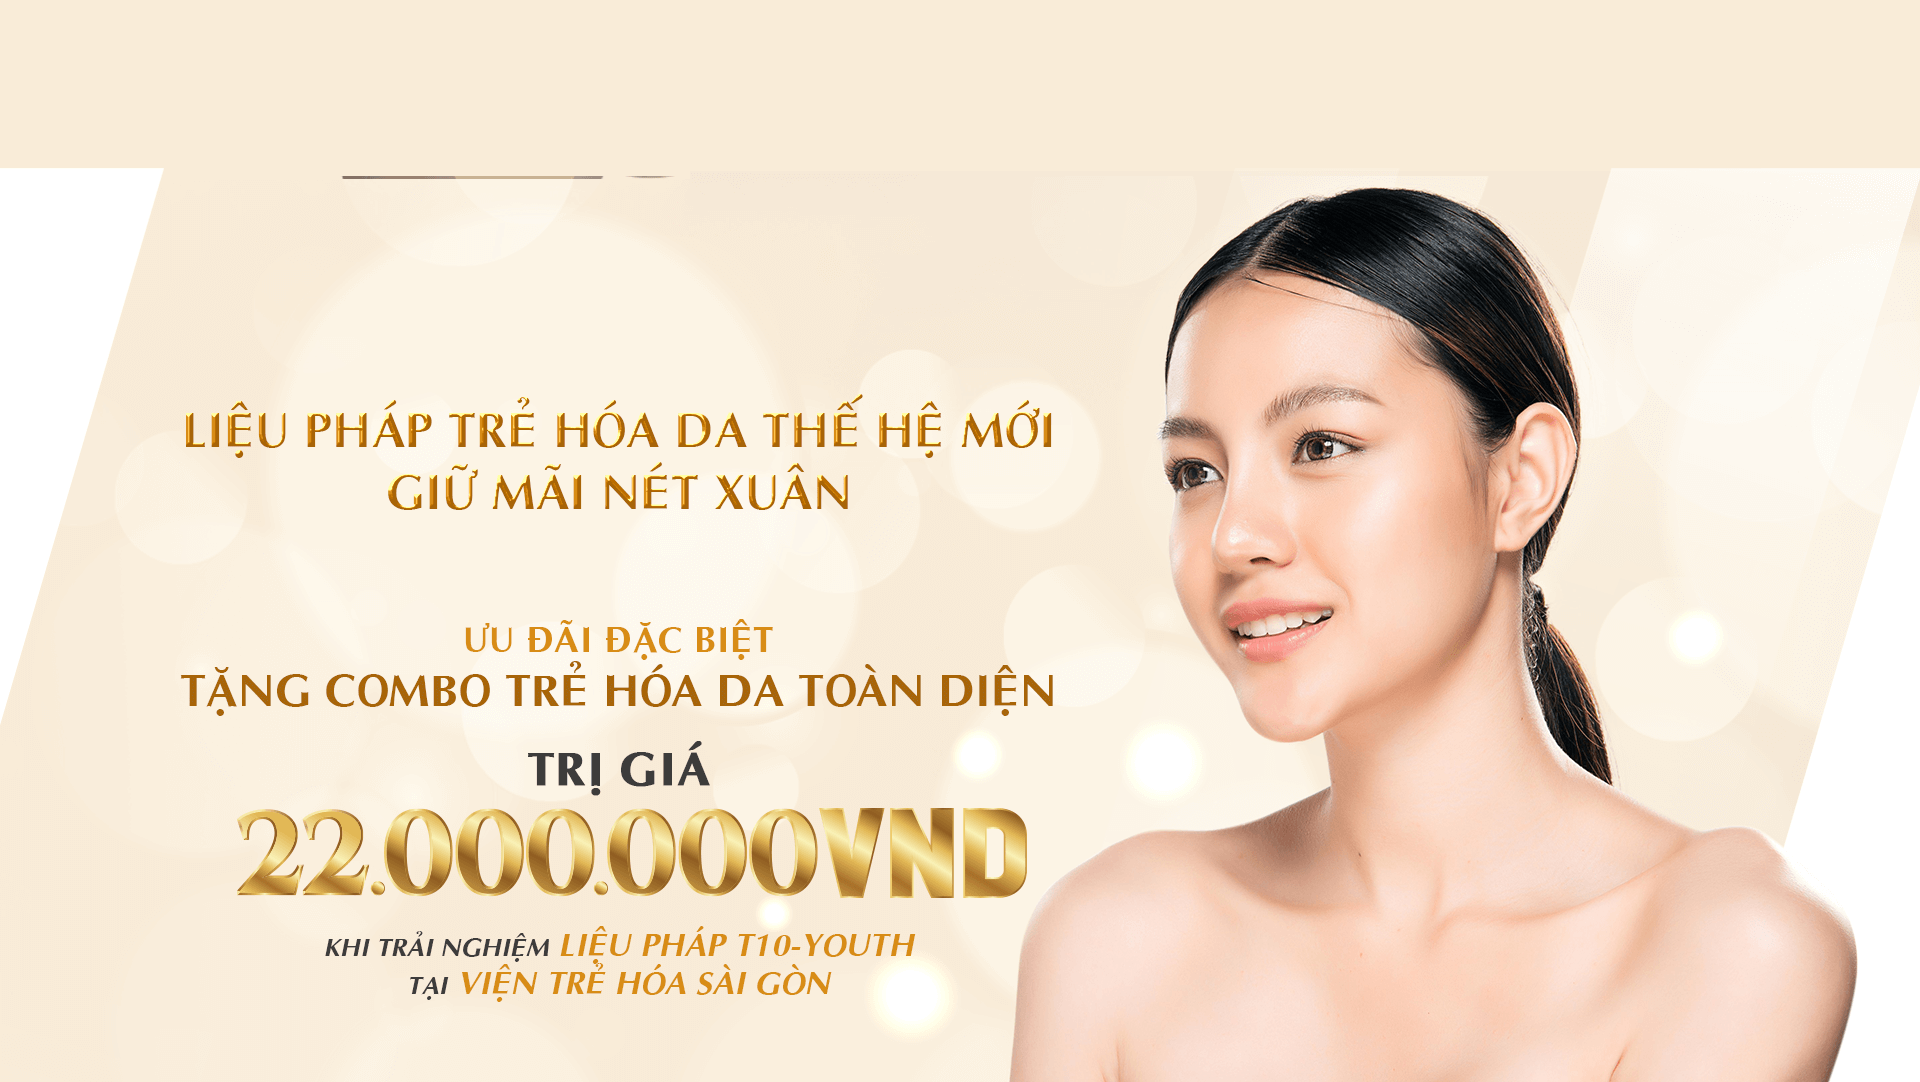 LIỆU PHÁP TRẺ HÓA DA THẾ HỆ MỚI
GIỮ MÃI NÉT XUÂN
ƯU ĐÃI ĐẶC BIỆT
TẶNG COMBO TRẺ HÓA DA TOÀN DIỆN
TRỊ GIÁ
22.000.000VND
KHI TRẢI NGHIỆM LIỆU PHÁP T10-YOUTH
TẠI VIỆN TRẺ HÓA SÀI GÒN